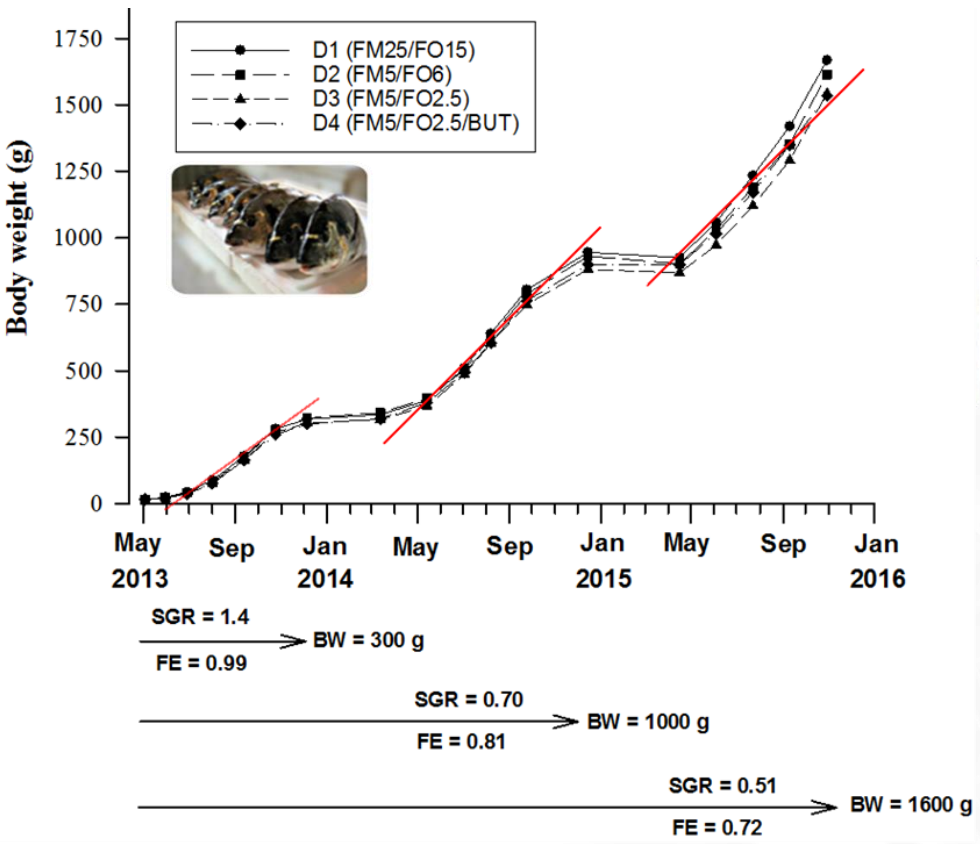 Body weight (g)
1750
1500
1250
1000
750
500
250
0
D1 (FM25/FO15)
D2 (FM5/FO6)
D3 (FM5/FO2.5)
D4 (FM5/FO2.5/BUT)
May Sep Jan May Sep Jan May Sep Jan
2013 2014 2015 2016
SGR = 1.4
BW = 300 g
FE = 0.99
SGR = 0.70
BW = 1000 g
FE = 0.81
SGR = 0.51
BW = 1600 g
FE = 0.72